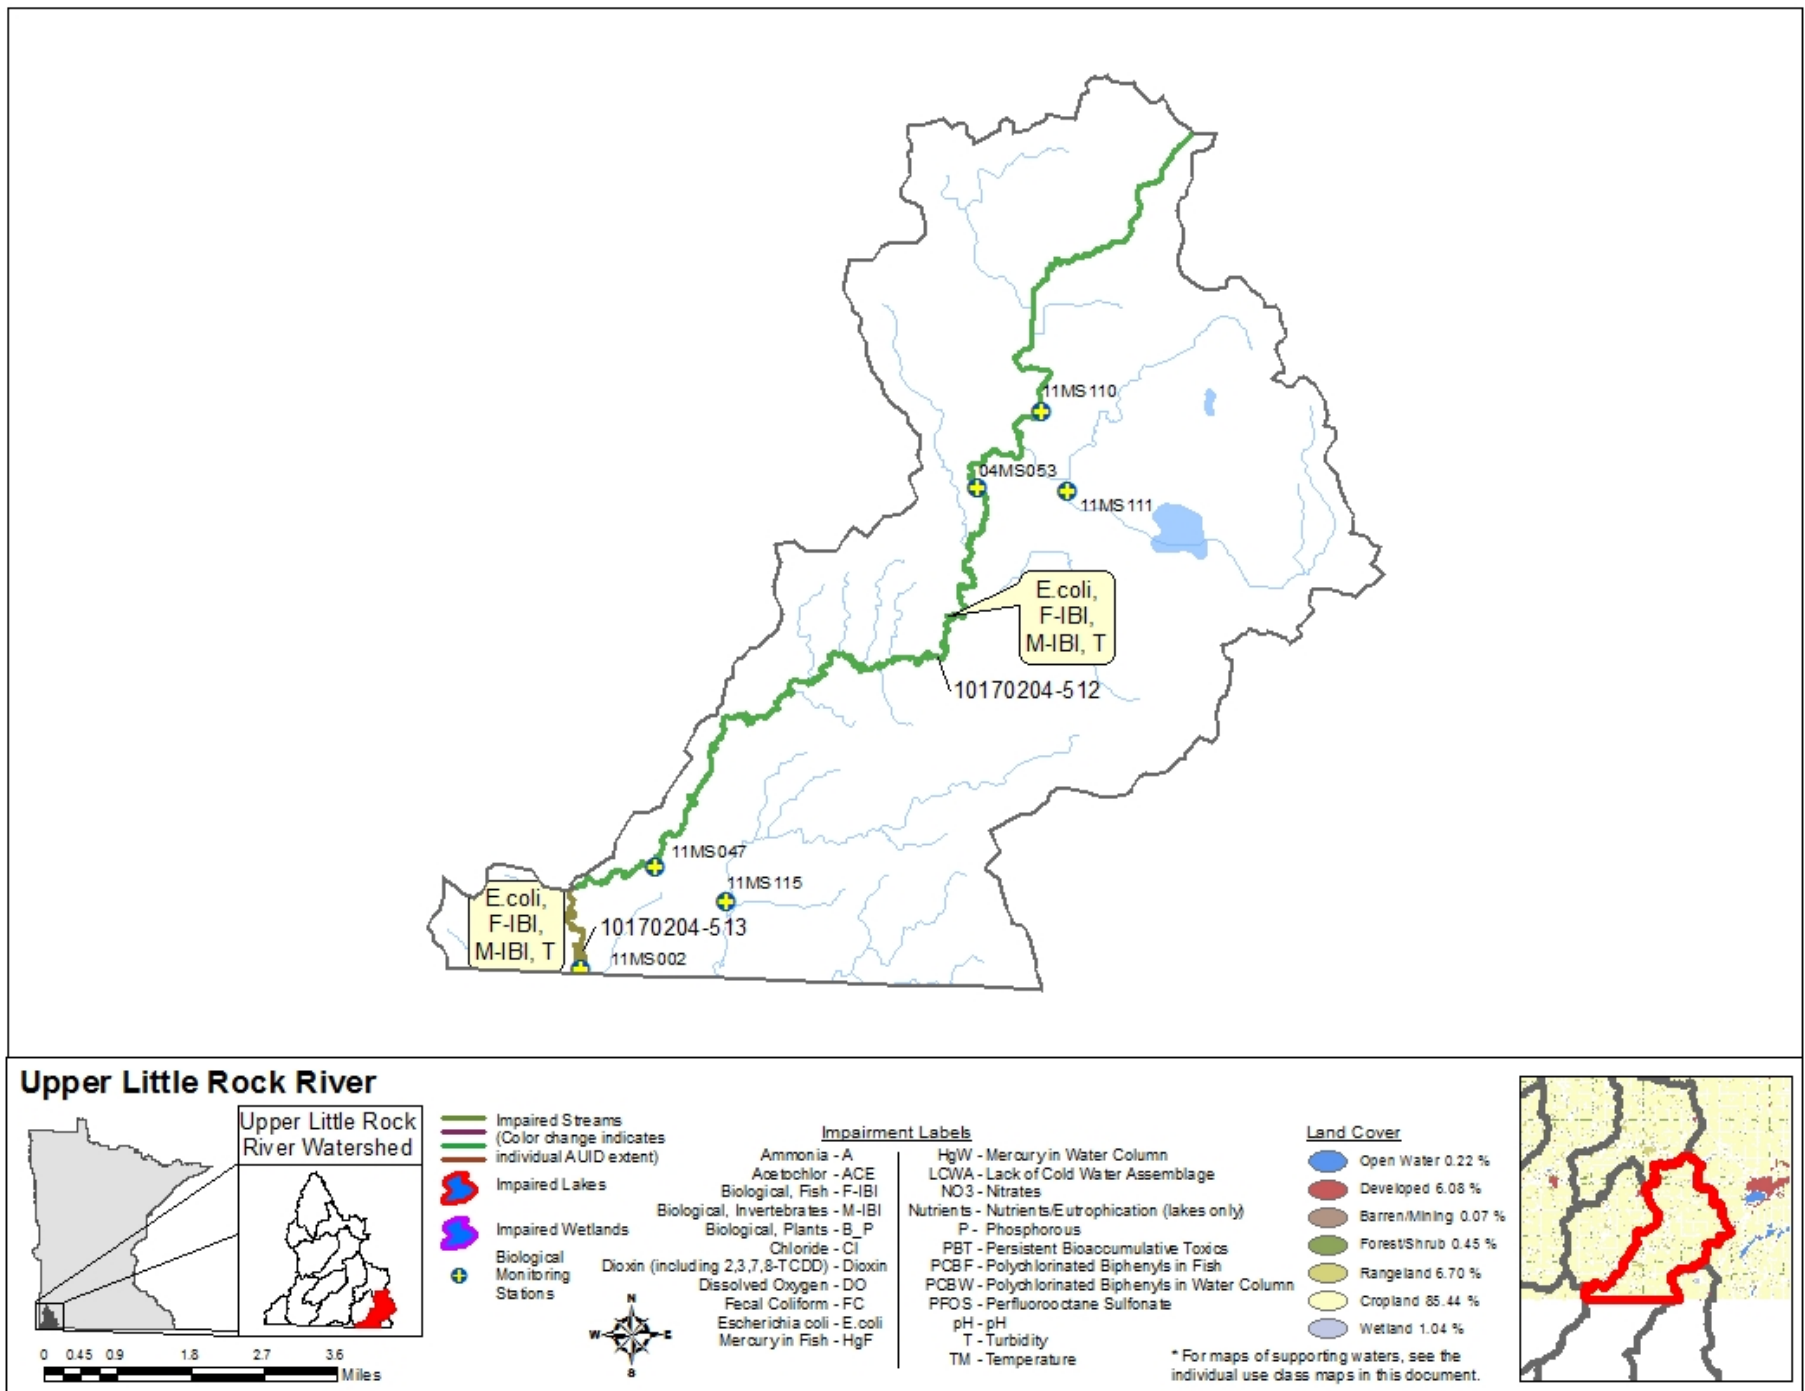 11MS110
04MS053
11MS111
E.coli,
F-IBI,
M-IBI, T
10170204-512
11MS047
11MS115
E.coli,
F-IBI,
M-IBI, T
10170204-513
11MS002
Upper Little Rock River
Upper Little Rock
River Watershed
0 0.45 0.9 1.8 2.7 3.6
Miles
Impaired Streams
(Color change indicates
individual AUID extent)
Impaired Lakes
Impaired Wetlands
Biological
Monitoring
Stations
N
W E
S
Impairment Labels
Ammonia - A
Acetochlor - ACE
Biological, Fish - F-IBI
Biological, Invertebrates - M-IBI
Biological, Plants - B_P
Chloride - Cl
Dioxin (including 2,3,7,8-TCDD) - Dioxin
Dissolved Oxygen - DO
Fecal Coliform - FC
Escherichia coli - E.coli
Mercury in Fish - HgF
HgW - Mercury in Water Column
LCWA - Lack of Cold Water Assemblage
NO3 - Nitrates
Nutrients - Nutrients/Eutrophication (lakes only)
P - Phosphorous
PBT - Persistent Bioaccumulative Toxics
PCBF - Polychlorinated Biphenyls in Fish
PCBW - Polychlorinated Biphenyls in Water Column
PFOS - Perfluorooctane Sulfonate
pH - pH
T - Turbidity
TM - Temperature
Land Cover
Open Water 0.22 %
Developed 6.08 %
Barren/Mining 0.07 %
Forest/Shrub 0.45 %
Rangeland 6.70 %
Cropland 85.44 %
Wetland 1.04 %
* For maps of supporting waters, see the
individual use class maps in this document.